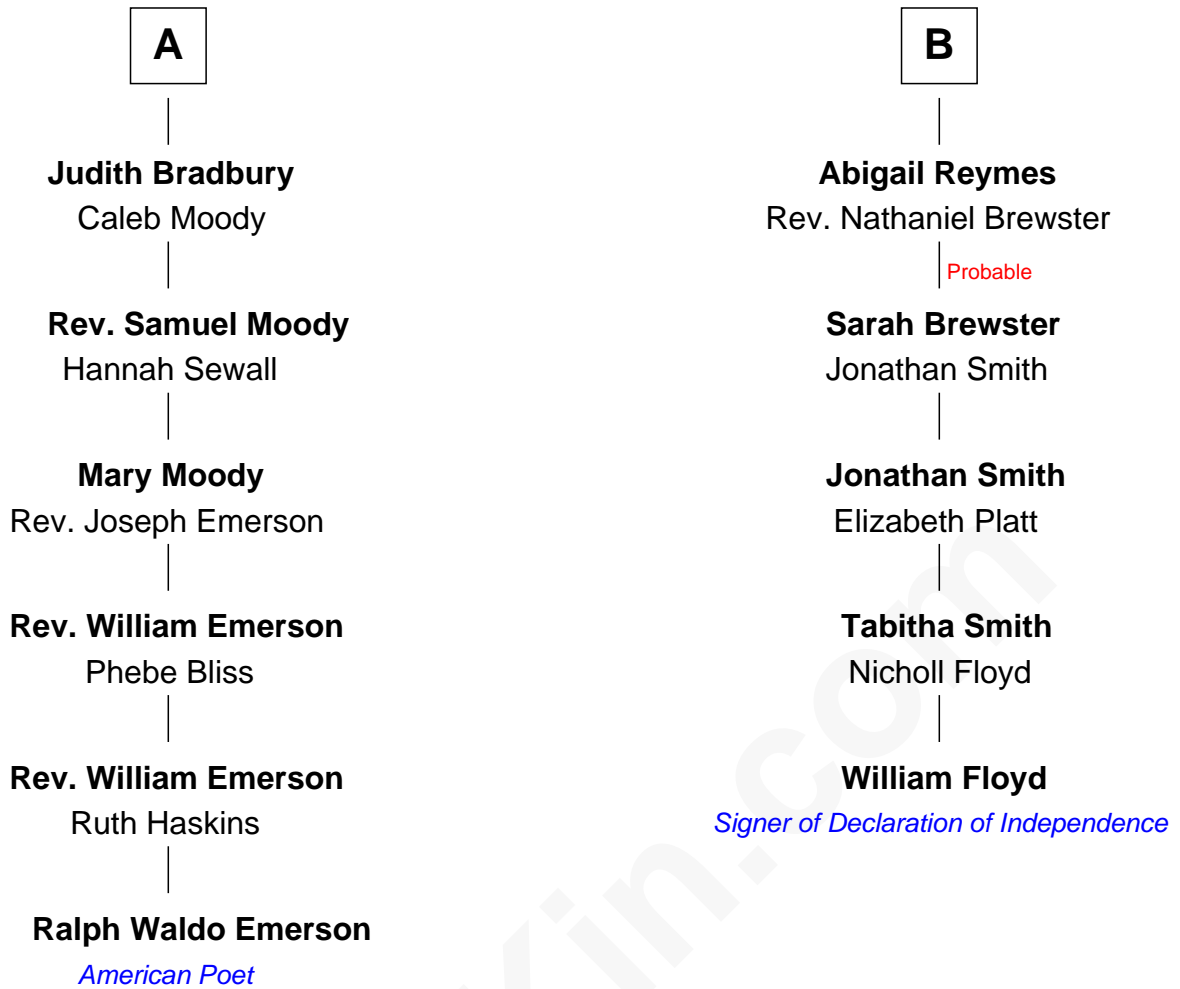 A
Judith Bradbury
Caleb Moody
Rev. Samuel Moody
Hannah Sewall
Mary Moody
Rev. Joseph Emerson
Rev. William Emerson
Phebe Bliss
Rev. William Emerson
Ruth Haskins
Ralph Waldo Emerson
American Poet
B
Abigail Reymes
Rev. Nathaniel Brewster
Probable
Sarah Brewster
Jonathan Smith
Jonathan Smith
Elizabeth Platt
Tabitha Smith
Nicholl Floyd
William Floyd
Signer of Declaration of Independence
Kin.com